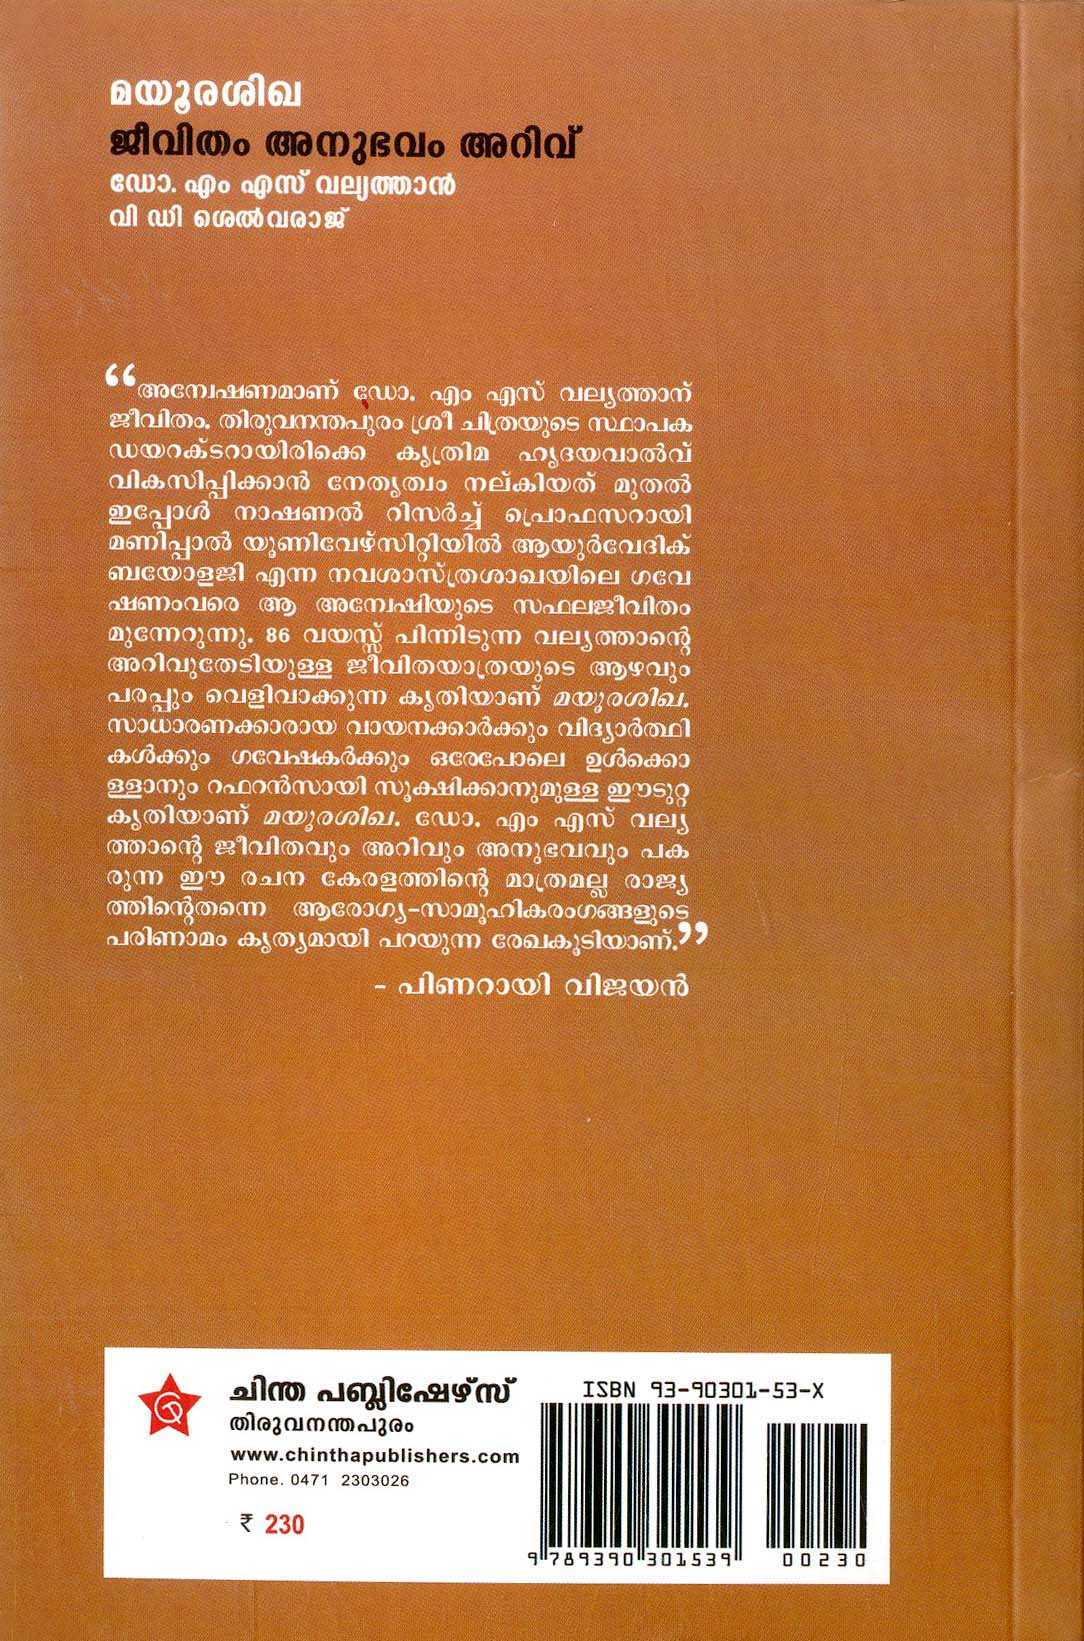 മയൂരശിഖ
ജീവിതം അനുഭവം അറിവ്
ഡോ. എം എസ് വല്യത്താൻ
വി ഡി ശെൽവരാജ്
“അന്വേഷണമാണ് ഡോ. എം എസ് വല്യത്താന്
ജീവിതം. തിരുവനന്തപുരം ശ്രീ ചിത്രയുടെ സ്ഥാപക
ഡയറക്ടറായിരിക്കെ കൃത്രിമ ഹൃദയവാൽവ്
വികസിപ്പിക്കാൻ നേതൃത്വം നല്കിയത് മുതൽ
ഇപ്പോൾ നാഷണൽ റിസർച്ച് പ്രൊഫസറായി
മണിപ്പാൽ യൂണിവേഴ്സിറ്റിയിൽ ആയുർവേദിക്
ബയോളജി എന്ന നവശാസ്ത്രശാഖയിലെ ഗവേ
ഷണംവരെ ആ അന്വേഷിയുടെ സഫലജീവിതം
മുന്നേറുന്നു. 86 വയസ്സ് പിന്നിടുന്ന വല്യത്താന്റെ
അറിവുതേടിയുള്ള ജീവിതയാത്രയുടെ ആഴവും
പരപ്പും വെളിവാക്കുന്ന കൃതിയാണ് മയൂരശിഖ.
സാധാരണക്കാരായ വായനക്കാർക്കും വിദ്യാർത്ഥി
കൾക്കും ഗവേഷകർക്കും ഒരേപോലെ ഉൾക്കൊ
ള്ളാനും റഫറൻസായി സൂക്ഷിക്കാനുമുള്ള ഈടുറ്റ
കൃതിയാണ് മയൂരശിഖ. ഡോ. എം എസ് വല്യ
ത്താന്റെ ജീവിതവും അറിവും അനുഭവവും പക
രുന്ന ഈ രചന കേരളത്തിന്റെ മാത്രമല്ല രാജ്യ
ത്തിന്റെതന്നെ ആരോഗ്യ-സാമൂഹികരംഗങ്ങളുടെ
പരിണാമം കൃത്യമായി പറയുന്ന രേഖകൂടിയാണ്.”
- പിണറായി വിജയൻ
ചിന്ത പബ്ലിഷേഴ്സ്
തിരുവനന്തപുരം
www.chinthapublishers.com
Phone. 0471 2303026
₹ 230
ISBN 93-90301-53-X
9 789390 301539
00230